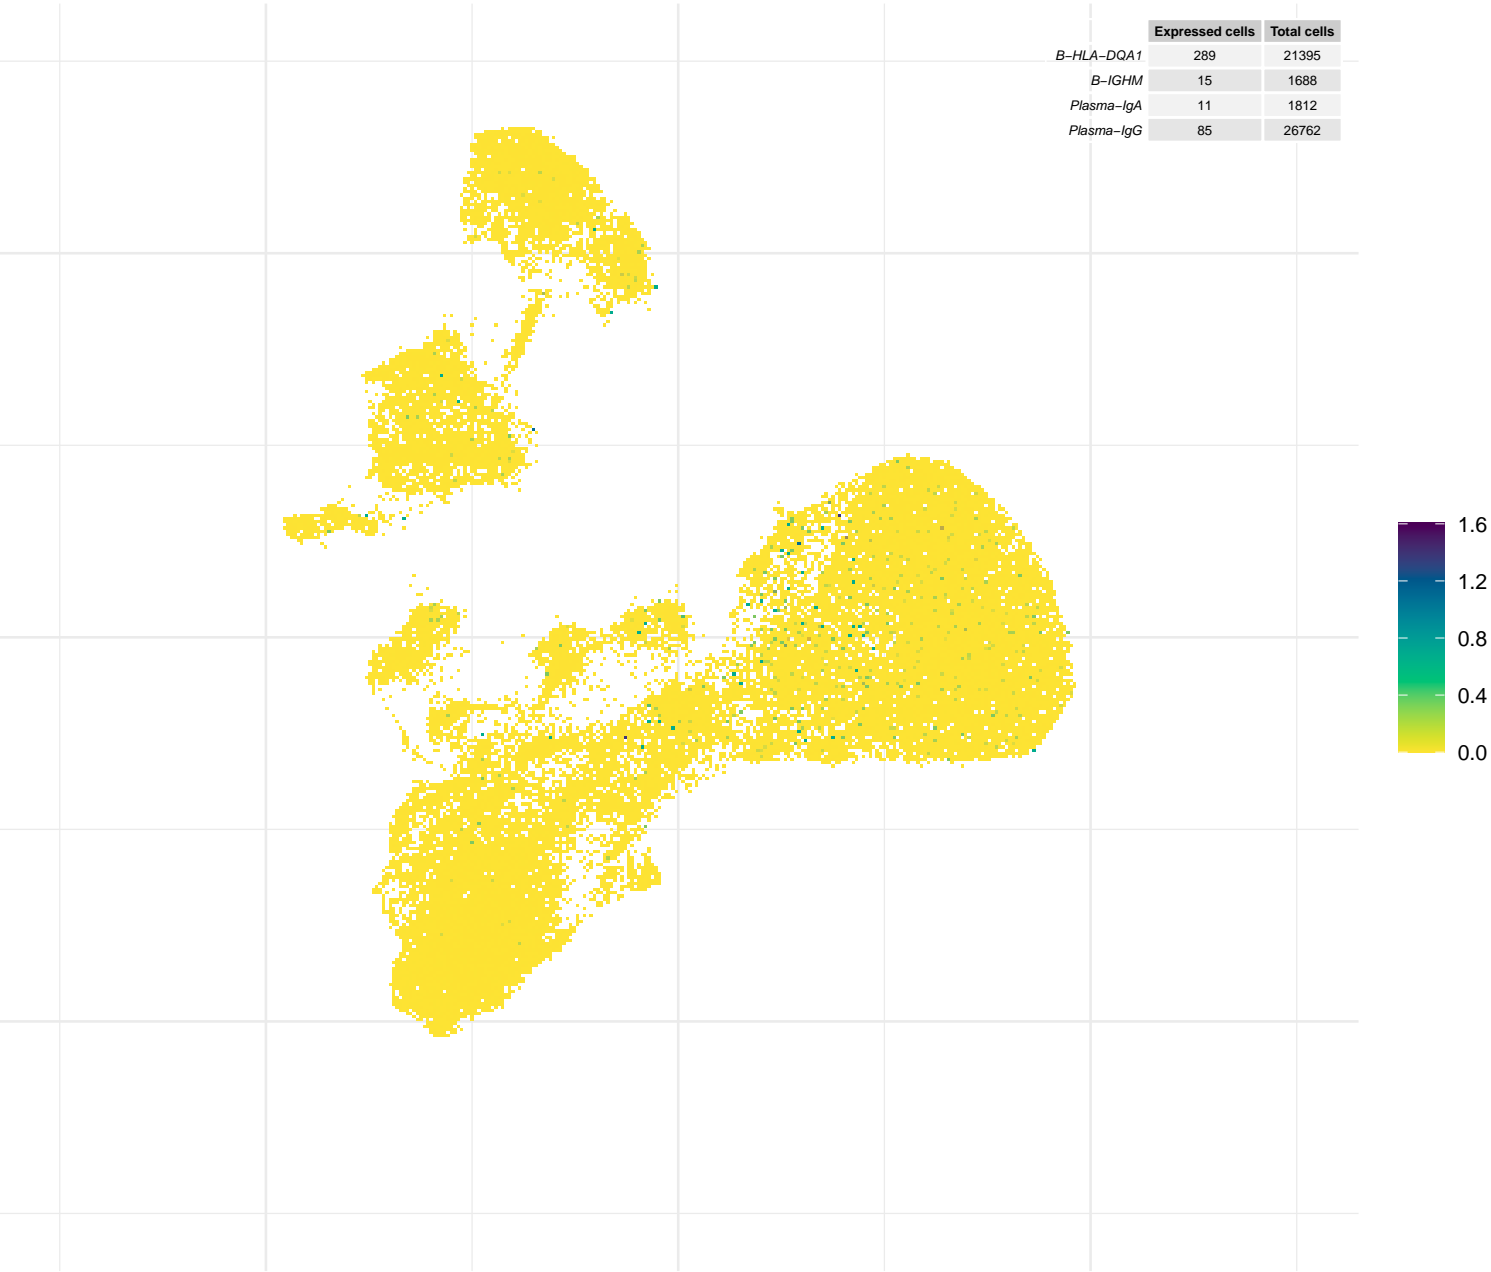 Expressed cells Total cells
B−HLA−DQA1 289 21395
B−IGHM 15 1688
Plasma−IgA 11 1812
Plasma−IgG 85 26762
1.6
1.2
0.8
0.4
0.0